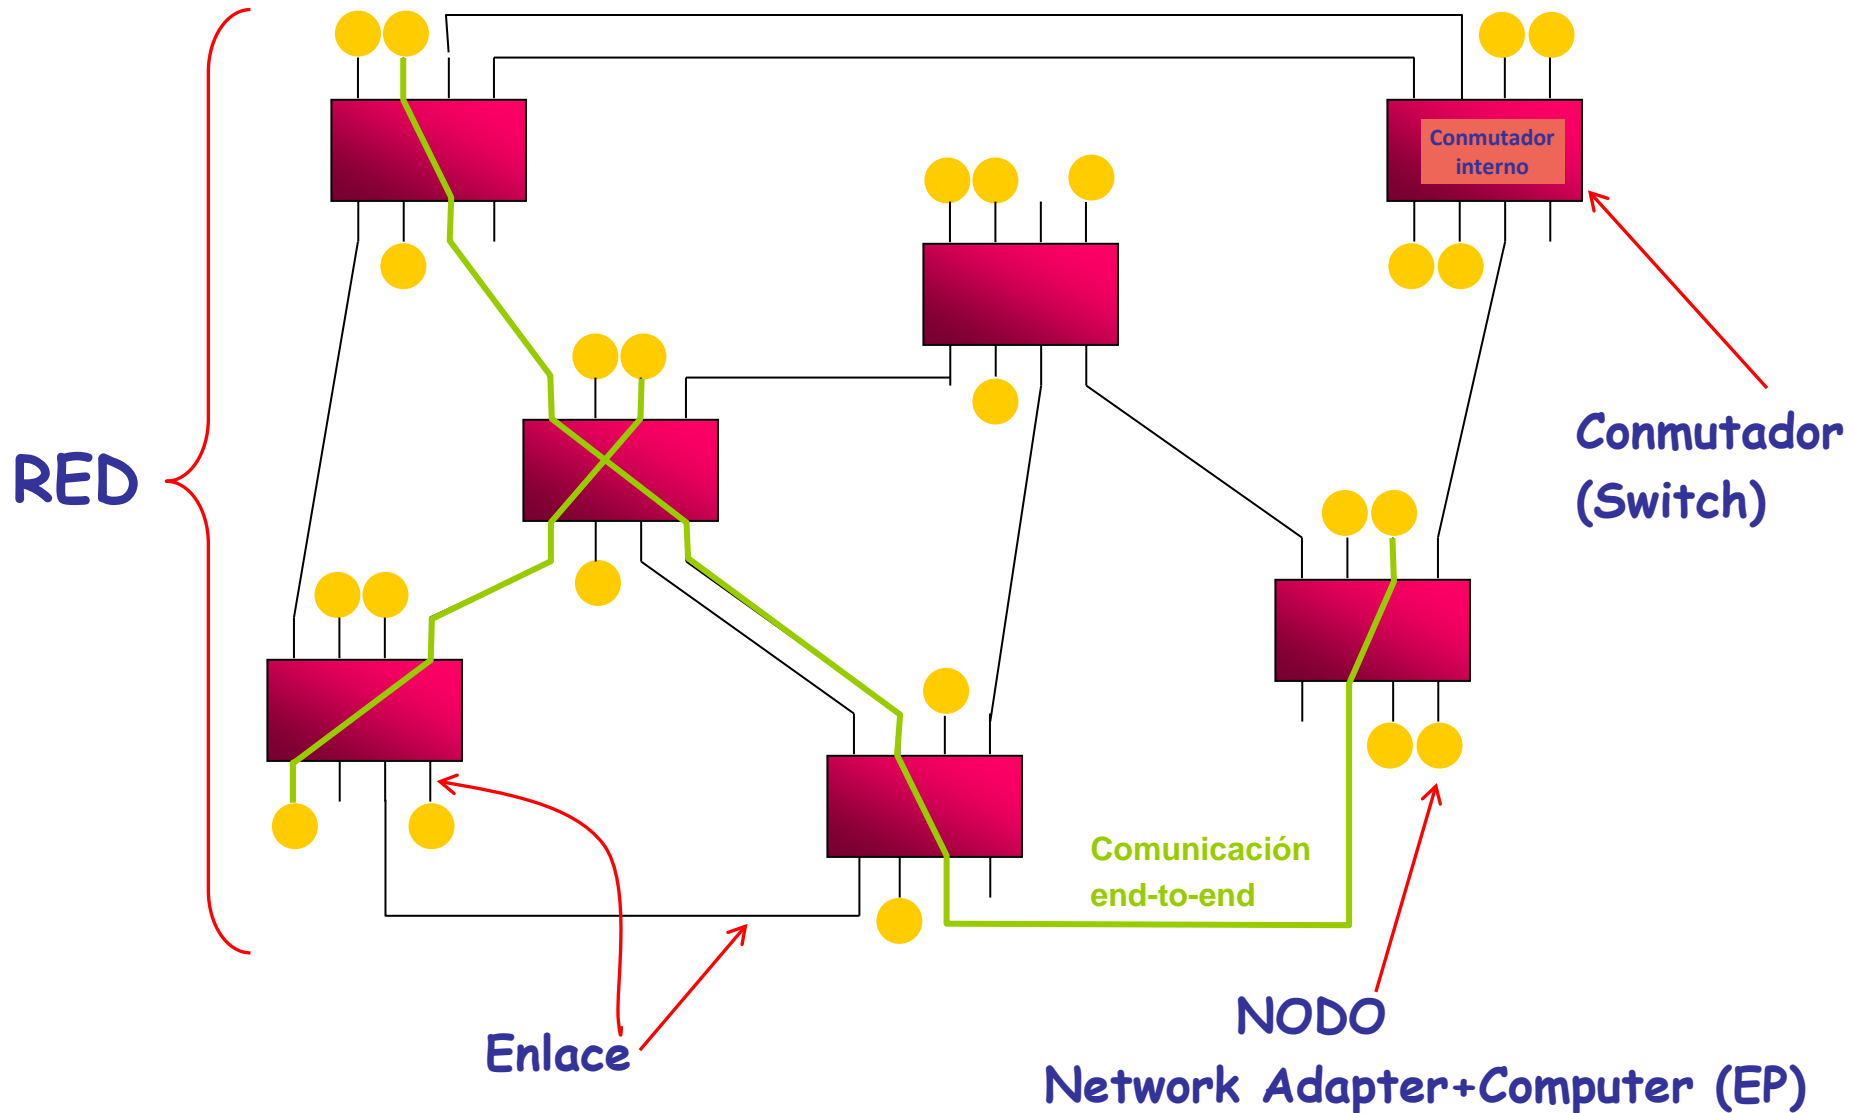 Conmutador
interno
RED
Conmutador
(Switch)
Comunicación
end-to-end
Enlace
NODO
Network Adapter+Computer (EP)